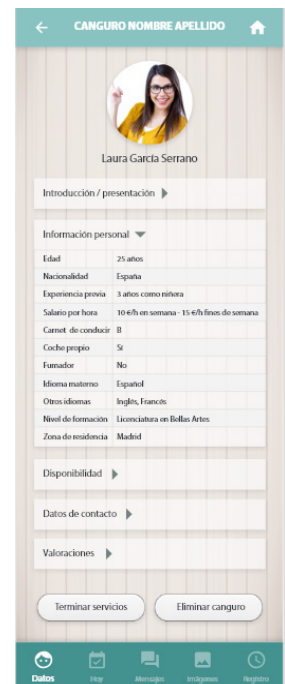 CANGURO NOMBRE APELLIDO
Laura García Serrano
Introducción / presentación
Información personal
Edad 25 años
Nacionalidad España
Experiencia previa 3 años como niñera
Salario por hora 10 €/h en semana - 15 €/h fines de semana
Carnet de conducir B
Coche propio Sí
Fumador No
Idioma materno Español
Otros idiomas Inglés, Francés
Nivel de formación Licenciatura en Bellas Artes
Zona de residencia Madrid
Disponibilidad
Datos de contacto
Valoraciones
Terminar servicios Eliminar canguro
Datos Hoy Mensajes Imágenes Registro